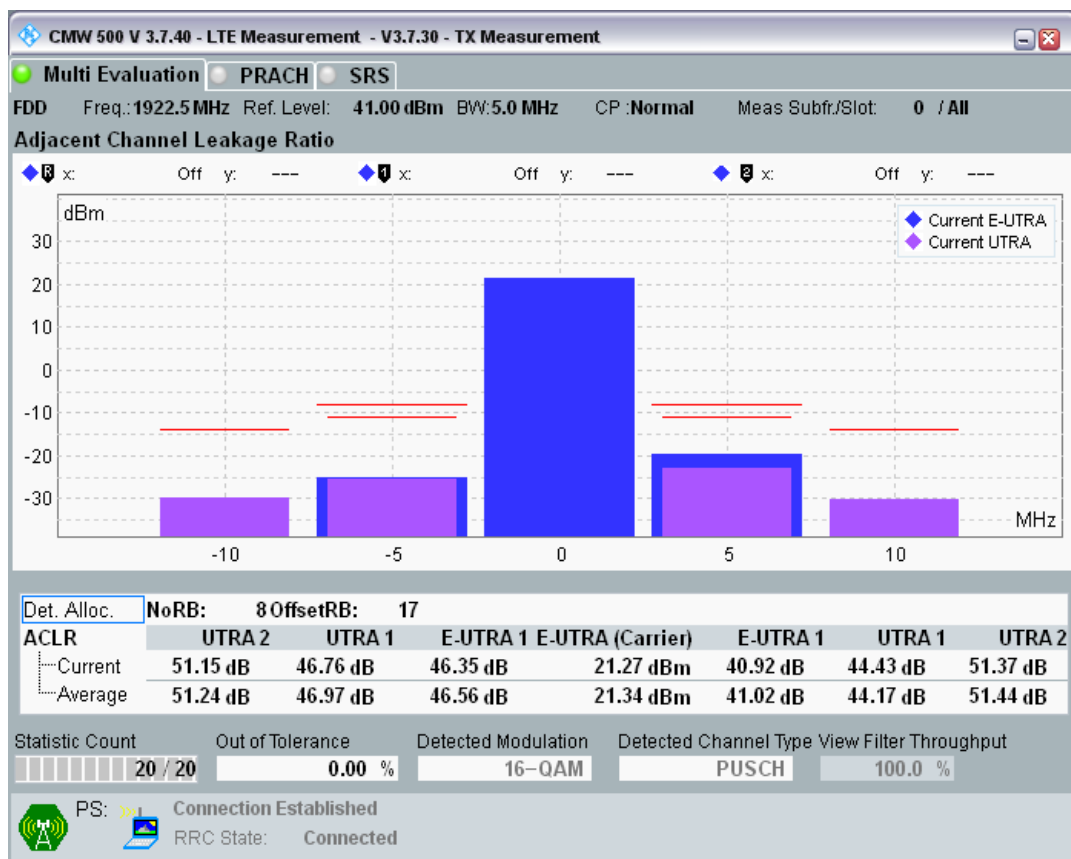 CMW 500 V 3.7.40 - LTE Measurement - V3.7.30 - TX Measurement
Multi Evaluation PRACH SRS
FDD Freq.: 1922.5 MHz Ref. Level: 41.00 dBm BW: 5.0 MHz CP : Normal Meas Subfr./Slot: 0 / All
Adjacent Channel Leakage Ratio
R x: Off y: --- 1 x: Off y: --- 2 x: Off y: ---
dBm
Current E-UTRA
Current UTRA
30
20
10
0
-10
-20
-30
MHz
-10 -5 0 5 10
Det. Alloc. NoRB: 8 OffsetRB: 17
ACLR UTRA 2 UTRA 1 E-UTRA 1 E-UTRA (Carrier) E-UTRA 1 UTRA 1 UTRA 2
Current 51.15 dB 46.76 dB 46.35 dB 21.27 dBm 40.92 dB 44.43 dB 51.37 dB
Average 51.24 dB 46.97 dB 46.56 dB 21.34 dBm 41.02 dB 44.17 dB 51.44 dB
Statistic Count Out of Tolerance Detected Modulation Detected Channel Type View Filter Throughput
20 / 20 0.00 % 16-QAM PUSCH 100.0 %
PS: Connection Established
RRC State: Connected